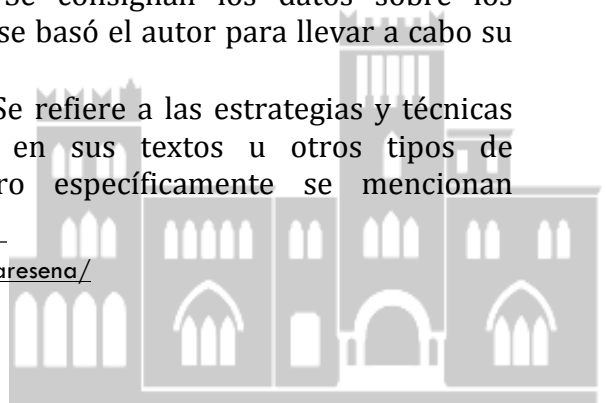 Se consignan los datos sobre los
se basó el autor para llevar a cabo su
Se refiere a las estrategias y técnicas
en sus textos u otros tipos de
ro específicamente se mencionan
aresena/